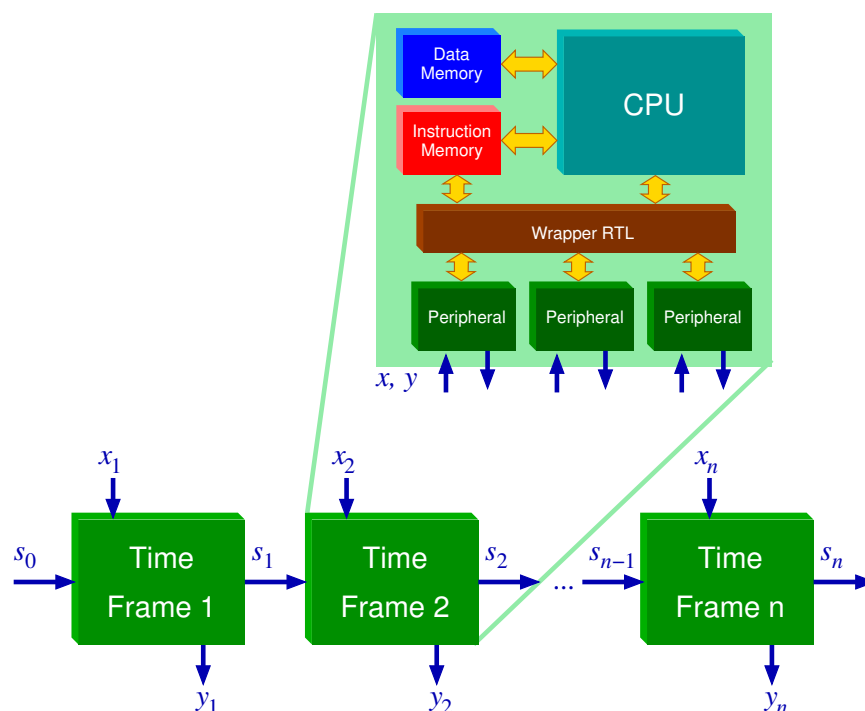 Data
Memory
CPU
Instruction
Memory
Wrapper RTL
Peripheral Peripheral Peripheral
x, y
x₁ x₂ xₙ
s₀ Time Frame 1 s₁ Time Frame 2 s₂ ... sₙ₋₁ Time Frame n sₙ
y₁ y₂ yₙ